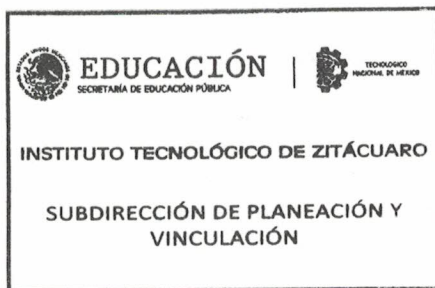 EDUCACIÓN
SECRETARÍA DE EDUCACIÓN PÚBLICA
TECNOLÓGICO
NACIONAL DE MÉXICO
INSTITUTO TECNOLÓGICO DE ZITÁCUARO
SUBDIRECCIÓN DE PLANEACIÓN Y
VINCULACIÓN